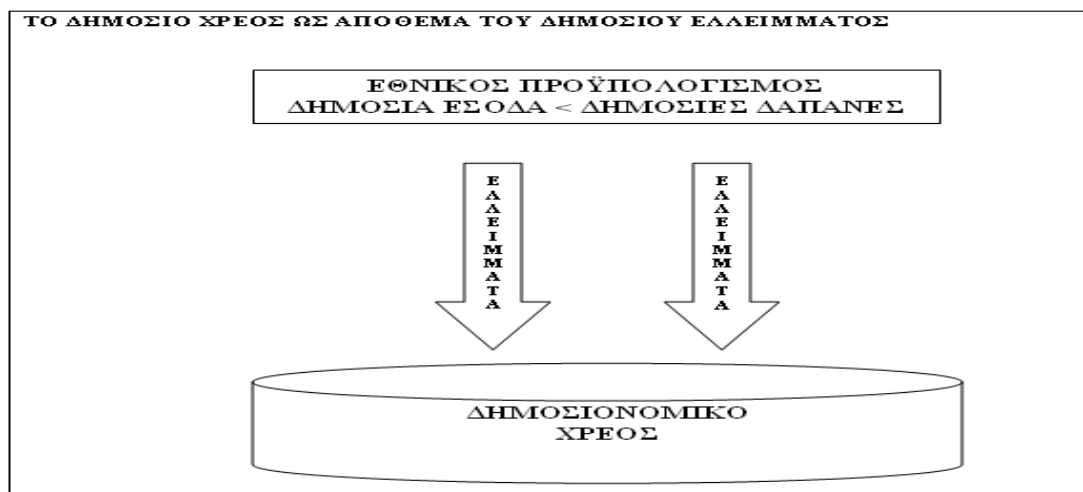 ΤΟ ΔΗΜΟΣΙΟ ΧΡΕΟΣ ΩΣ ΑΠΟΘΕΜΑ ΤΟΥ ΔΗΜΟΣΙΟΥ ΕΛΛΕΙΜΜΑΤΟΣ
ΕΘΝΙΚΟΣ ΠΡΟΫΠΟΛΟΓΙΣΜΟΣ
ΔΗΜΟΣΙΑ ΕΣΟΔΑ < ΔΗΜΟΣΙΕΣ ΔΑΠΑΝΕΣ
ΕΛΛΕΙΜΜΑΤΑ
ΕΛΛΕΙΜΜΑΤΑ
ΔΗΜΟΣΙΟΝΟΜΙΚΟ
ΧΡΕΟΣ